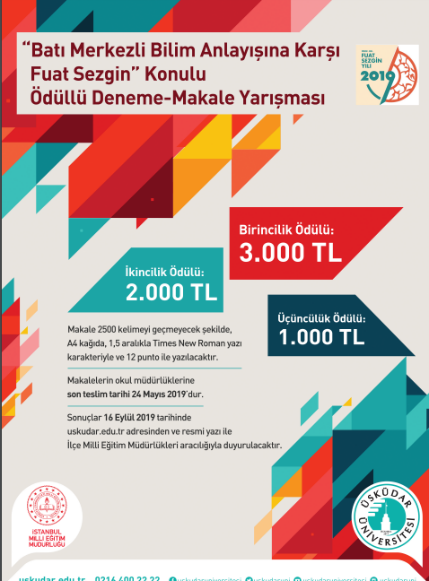 “Batı Merkezli Bilim Anlayışına Karşı
Fuat Sezgin” Konulu
Ödüllü Deneme-Makale Yarışması
FUAT
SEZGİN
YILI
2019
Birincilik Ödülü:
3.000 TL
İkincilik Ödülü:
2.000 TL
Üçüncülük Ödülü:
1.000 TL
Makale 2500 kelimeyi geçmeyecek şekilde,
A4 kağıda, 1,5 aralıkla Times New Roman yazı
karakteriyle ve 12 punto ile yazılacaktır.
Makalelerin okul müdürlüklerine
son teslim tarihi 24 Mayıs 2019’dur.
Sonuçlar 16 Eylül 2019 tarihinde
uskudar.edu.tr adresinden ve resmi yazı ile
İlçe Milli Eğitim Müdürlükleri aracılığıyla duyurulacaktır.
İSTANBUL
MİLLİ EĞİTİM
MÜDÜRLÜĞÜ
ÜSKÜDAR
ÜNİVERSİTESİ
uskudar.edu.tr 0216 400 22 22